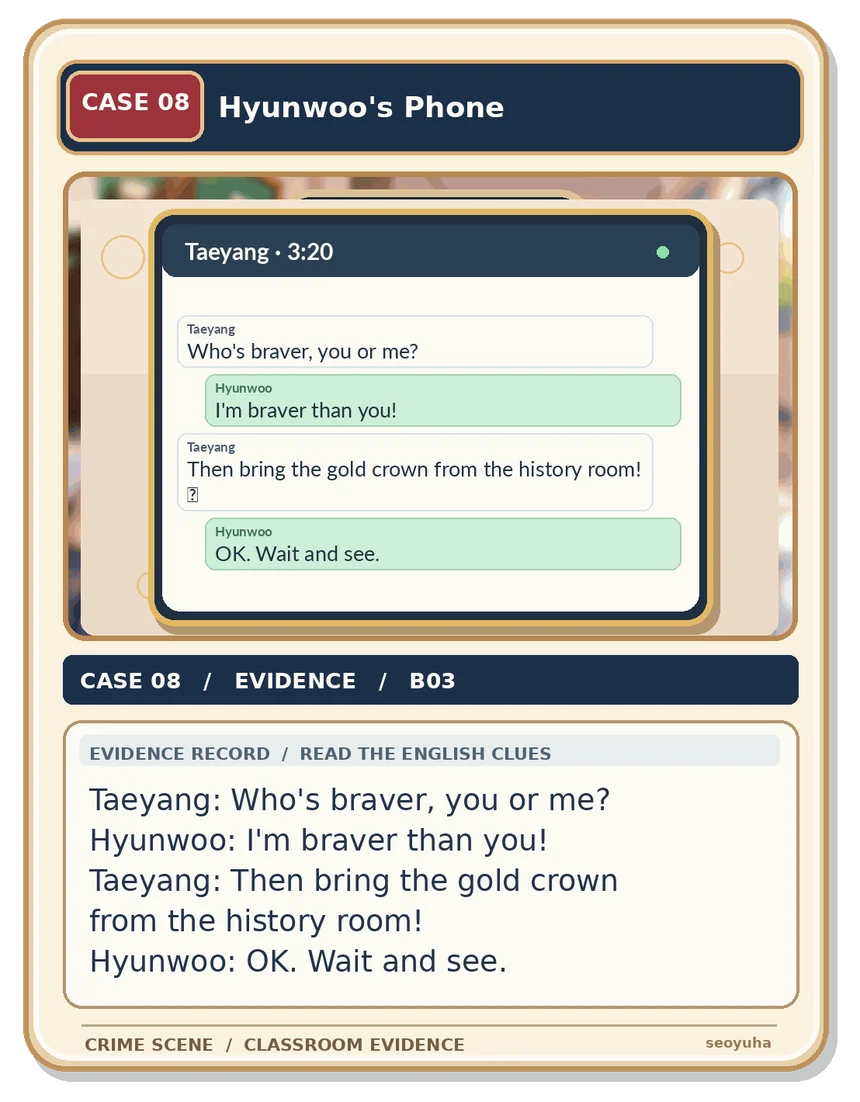 CASE 08
Hyunwoo's Phone
Taeyang · 3:20
Taeyang
Who's braver, you or me?
Hyunwoo
I'm braver than you!
Taeyang
Then bring the gold crown from the history room!
Hyunwoo
OK. Wait and see.
CASE 08 / EVIDENCE / B03
EVIDENCE RECORD / READ THE ENGLISH CLUES
Taeyang: Who's braver, you or me?
Hyunwoo: I'm braver than you!
Taeyang: Then bring the gold crown
from the history room!
Hyunwoo: OK. Wait and see.
CRIME SCENE / CLASSROOM EVIDENCE
seoyuha